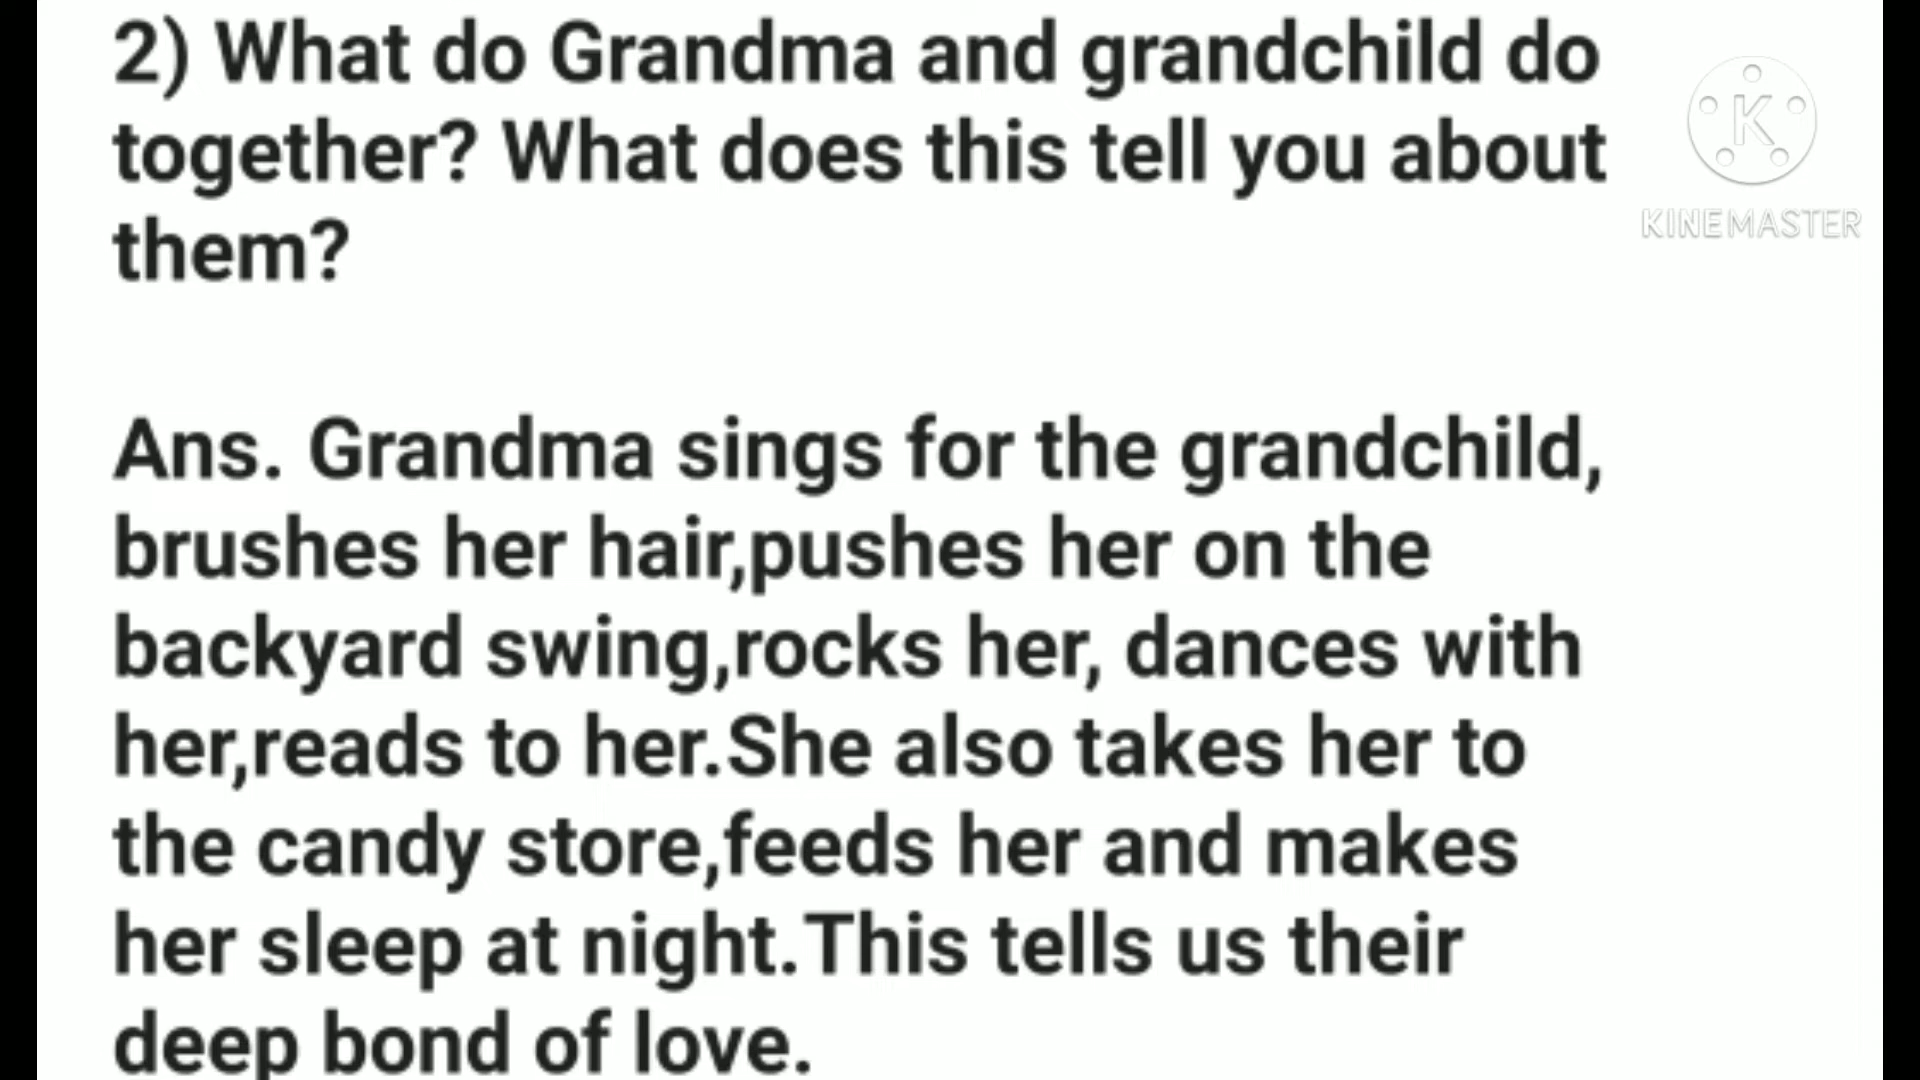 2) What do Grandma and grandchild do
together? What does this tell you about
them?
K
KINEMASTER
Ans. Grandma sings for the grandchild,
brushes her hair,pushes her on the
backyard swing,rocks her, dances with
her,reads to her.She also takes her to
the candy store,feeds her and makes
her sleep at night.This tells us their
deep bond of love.